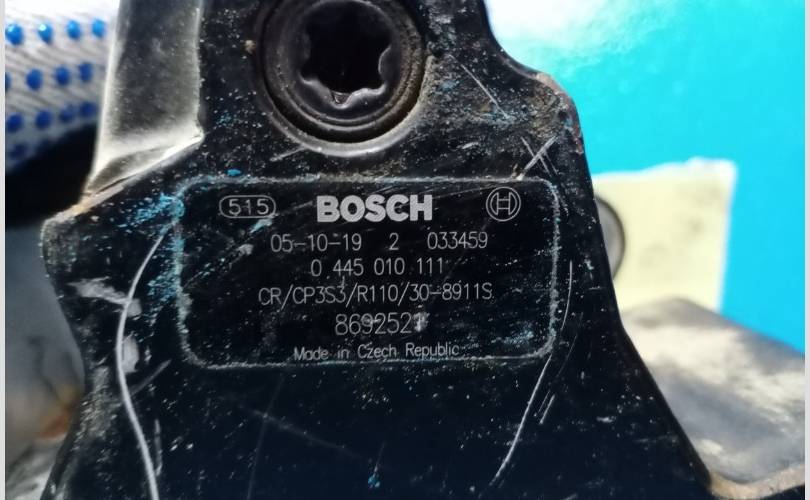 515 BOSCH
05-10-19 2 033459
0 445 010 111
CR/CP3S3/R110/30-8911S
8692521
Made in Czech Republic